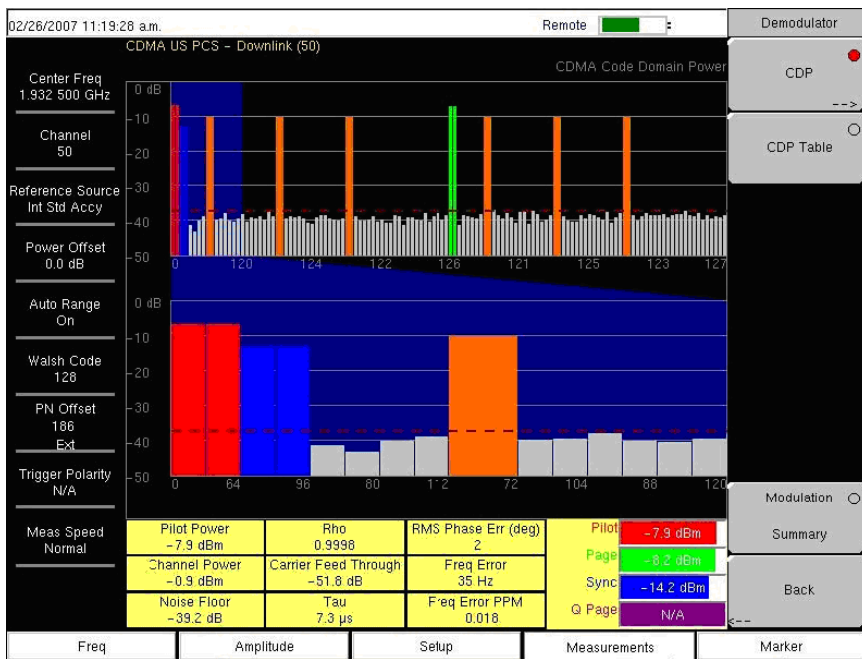 02/26/2007 11:19:28 a.m.
Remote
Demodulator
CDMA US PCS - Downlink (50)
CDMA Code Domain Power
Center Freq
1.932 500 GHz
Channel
50
Reference Source
Int Std Accy
Power Offset
0.0 dB
Auto Range
On
Walsh Code
128
PN Offset
186
Ext
Trigger Polarity
N/A
Meas Speed
Normal
0 dB
-10
-20
-30
-40
-50
0 120 124 122 126 121 125 123 127
0 dB
-10
-20
-30
-40
-50
0 64 96 80 112 72 104 88 120
Pilot Power
-7.9 dBm
Rho
0.9998
RMS Phase Err (deg)
2
Channel Power
-0.9 dBm
Carrier Feed Through
-51.8 dB
Freq Error
35 Hz
Noise Floor
-39.2 dB
Tau
7.3 µs
Freq Error PPM
0.018
Pilot -7.9 dBm
Page -8.2 dBm
Sync -14.2 dBm
Q Page N/A
CDP
-->
CDP Table
Modulation
Summary
Back
<--
Freq
Amplitude
Setup
Measurements
Marker